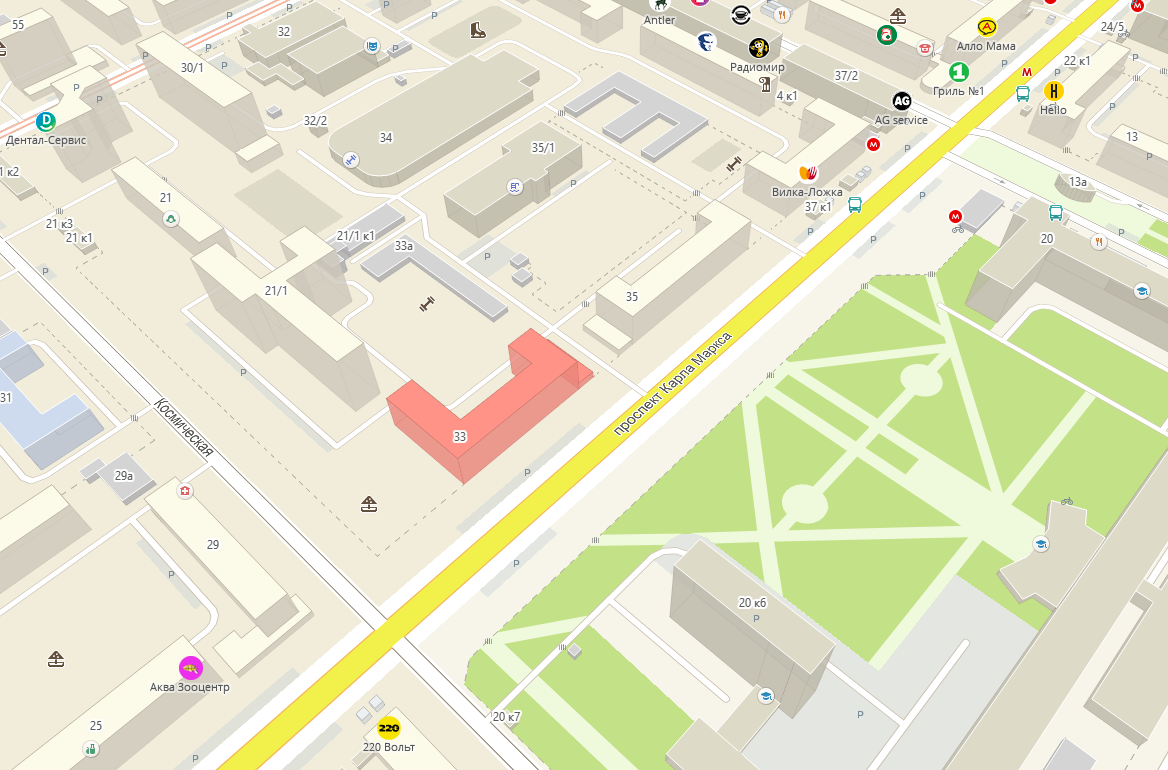 55
32
30/1
Дентал-Сервис
34
32/2
35/1
Antler
Радиомир
37/2
4 к1
AG
AG service
Алло Мама
1
Гриль №1
24/5
22 к1
H
Hello
13
13а
20
Вилка-Ложка
37 к1
1 к2
21
21 к3
21 к1
21/1 к1
33а
21/1
35
33
проспект Карла Маркса
Космическая
31
29а
29
20 к6
Аква Зооцентр
25
220
220 Вольт
20 к7